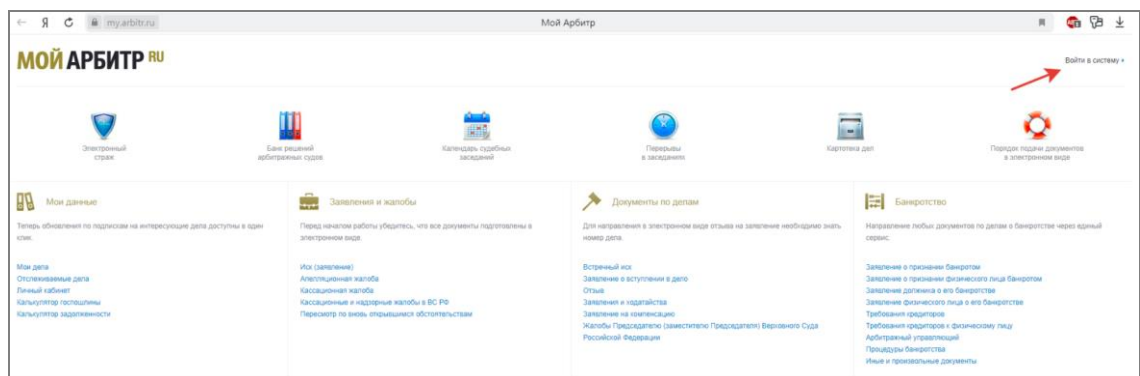 my.arbitr.ru
Мой Арбитр
МОЙ АРБИТР RU
Войти в систему
Электронный
страж
Банк решений
арбитражных судов
Календарь судебных
заседаний
Перерывы
в заседаниях
Картотека дел
Порядок подачи документов
в электронном виде
Мои данные
Теперь обновления по подпискам на интересующие дела доступны в один
клик.
Мои дела
Отслеживаемые дела
Личный кабинет
Калькулятор госпошлины
Калькулятор задолженности
Заявления и жалобы
Перед началом работы убедитесь, что все документы подготовлены в
электронном виде.
Иск (заявление)
Апелляционная жалоба
Кассационная жалоба
Кассационные и надзорные жалобы в ВС РФ
Пересмотр по вновь открывшимся обстоятельствам
Документы по делам
Для направления в электронном виде отзыва на заявление необходимо знать
номер дела.
Встречный иск
Заявление о вступлении в дело
Отзыв
Заявления и ходатайства
Заявление на компенсацию
Жалобы Председателю (заместителю Председателя) Верховного Суда
Российской Федерации
Банкротство
Направление любых документов по делам о банкротстве через единый
сервис.
Заявление о признании банкротом
Заявление о признании физического лица банкротом
Заявление должника о его банкротстве
Заявление физического лица о его банкротстве
Требования кредиторов
Требования кредиторов к физическому лицу
Арбитражный управляющий
Процедуры банкротства
Иные и произвольные документы